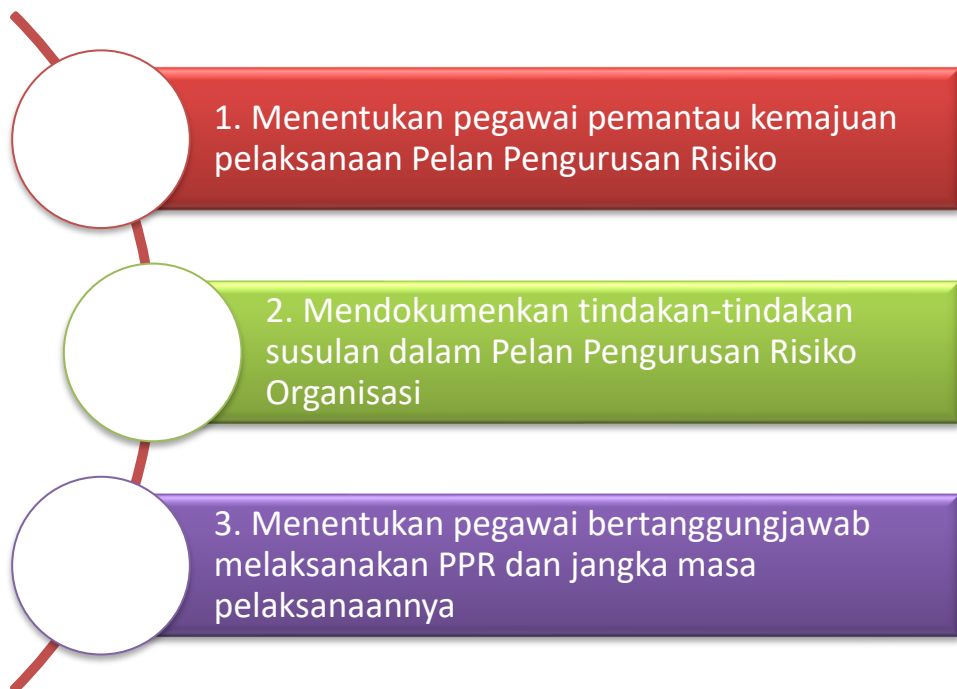 1. Menentukan pegawai pemantau kemajuan
pelaksanaan Pelan Pengurusan Risiko
2. Mendokumenkan tindakan-tindakan
susulan dalam Pelan Pengurusan Risiko
Organisasi
3. Menentukan pegawai bertanggungjawab
melaksanakan PPR dan jangka masa
pelaksanaannya